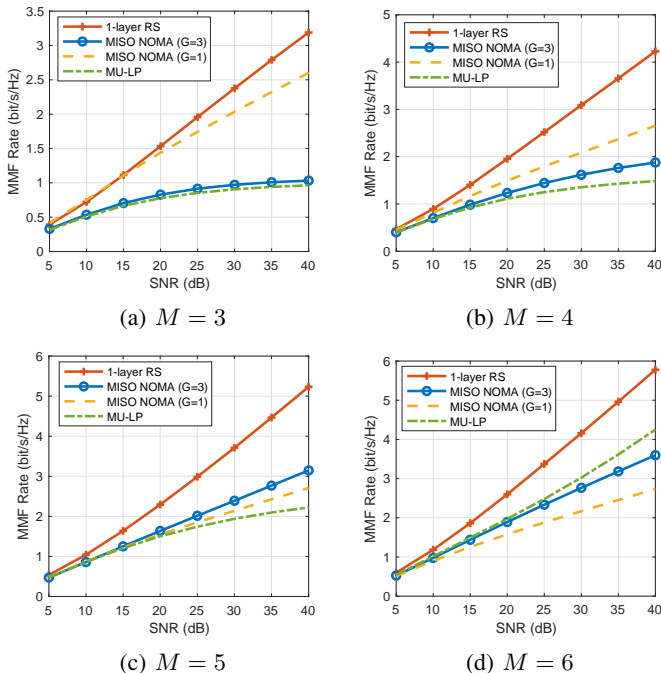 3.5
3
2.5
2
1.5
1
0.5
0
MMF Rate (bit/s/Hz)
1-layer RS
MISO NOMA (G=3)
MISO NOMA (G=1)
MU-LP
5 10 15 20 25 30 35 40
SNR (dB)
(a) M = 3
5
4
3
2
1
0
MMF Rate (bit/s/Hz)
1-layer RS
MISO NOMA (G=3)
MISO NOMA (G=1)
MU-LP
5 10 15 20 25 30 35 40
SNR (dB)
(b) M = 4
6
5
4
3
2
1
0
MMF Rate (bit/s/Hz)
1-layer RS
MISO NOMA (G=3)
MISO NOMA (G=1)
MU-LP
5 10 15 20 25 30 35 40
SNR (dB)
(c) M = 5
6
5
4
3
2
1
0
MMF Rate (bit/s/Hz)
1-layer RS
MISO NOMA (G=3)
MISO NOMA (G=1)
MU-LP
5 10 15 20 25 30 35 40
SNR (dB)
(d) M = 6